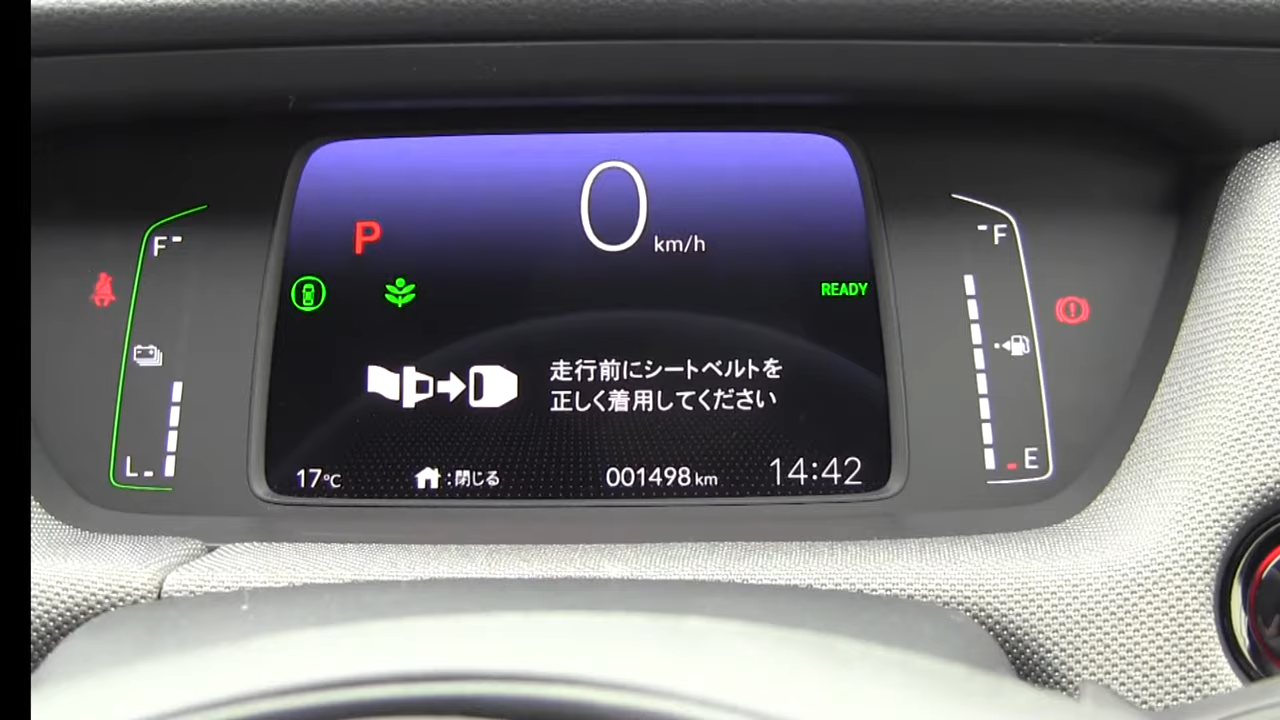 0 km/h
P
READY
F
F
走行前にシートベルトを
正しく着用してください
L
E
17°C
:閉じる
001498 km
14:42